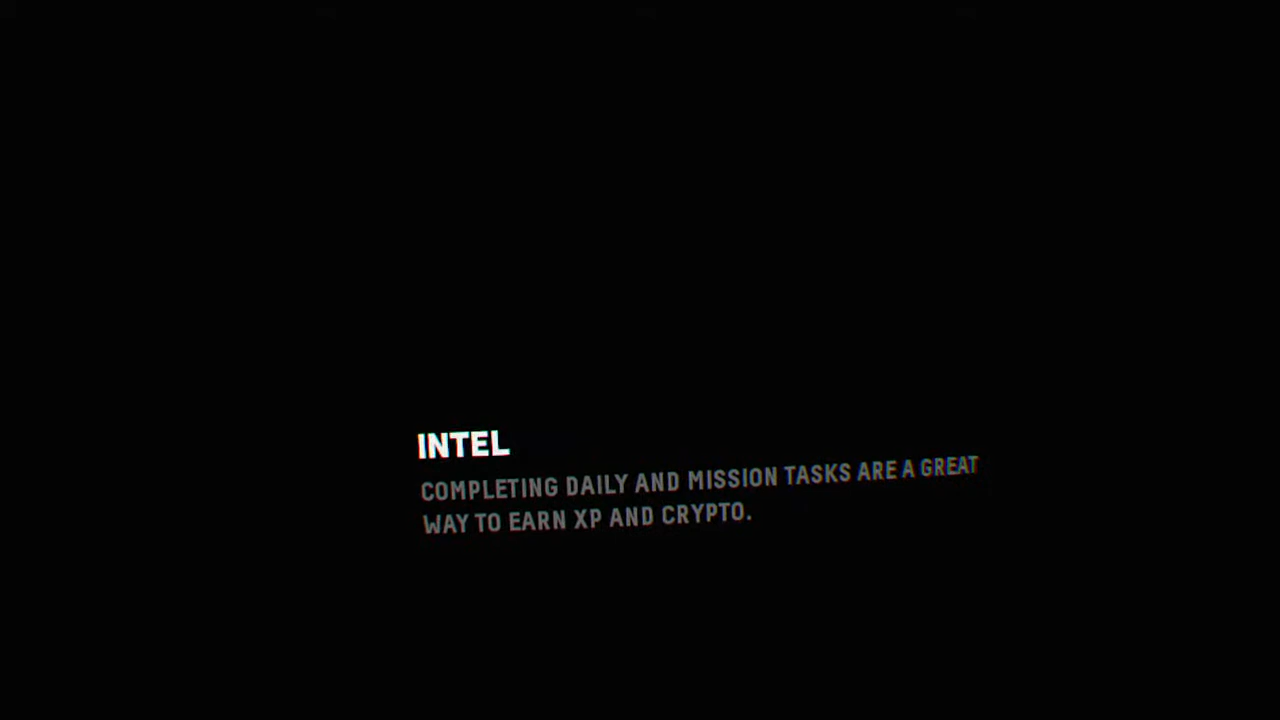 INTEL
COMPLETING DAILY AND MISSION TASKS ARE A GREAT
WAY TO EARN XP AND CRYPTO.